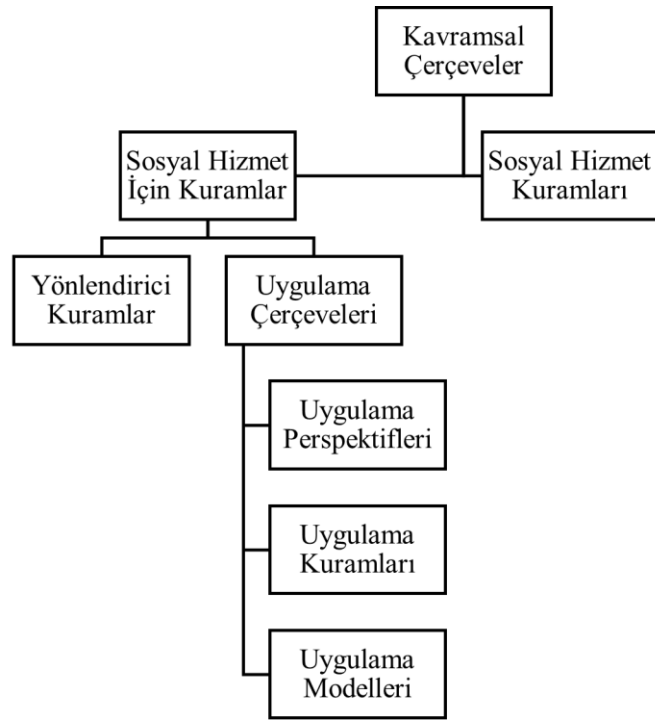 Kavramsal
Çerçeveler
Sosyal Hizmet
İçin Kuramlar
Sosyal Hizmet
Kuramları
Yönlendirici
Kuramlar
Uygulama
Çerçeveleri
Uygulama
Perspektifleri
Uygulama
Kuramları
Uygulama
Modelleri